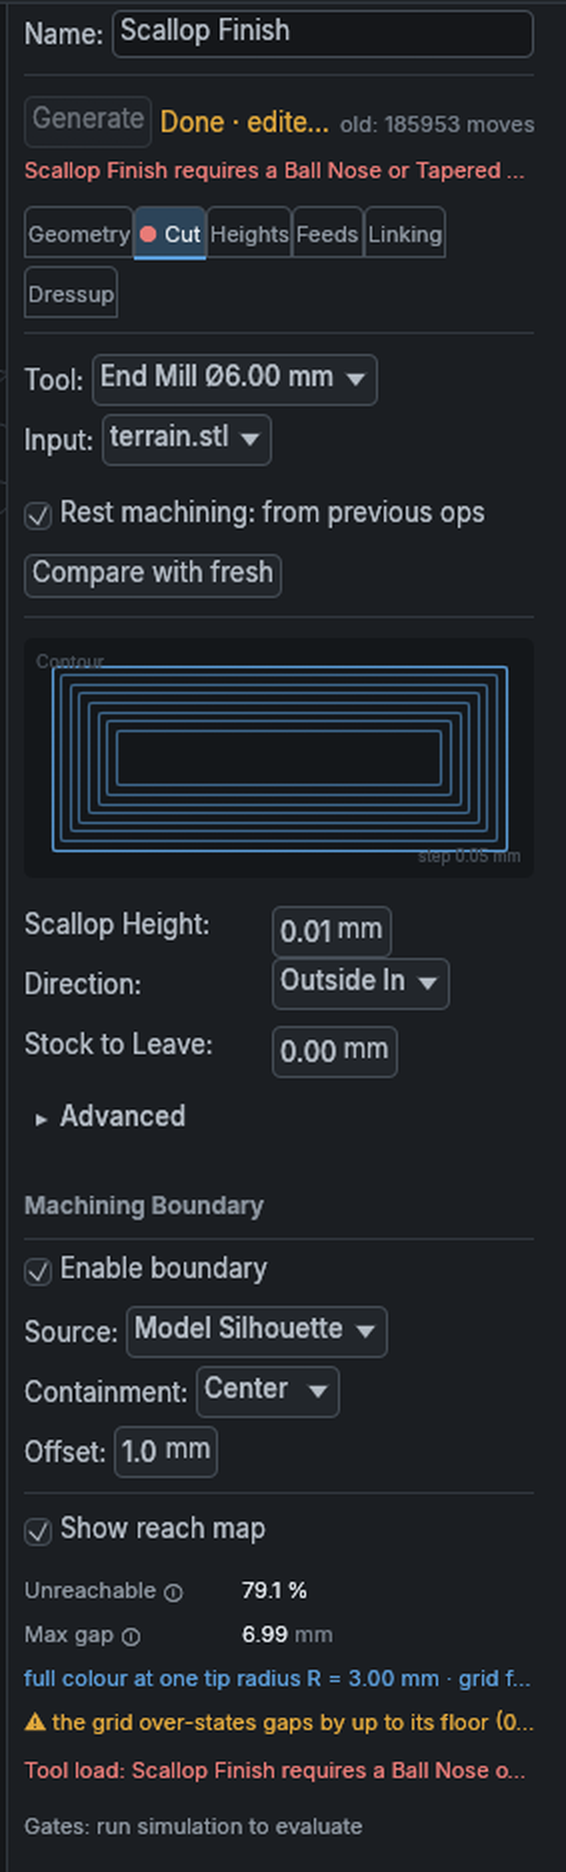 Name: Scallop Finish
Generate Done · edite... old: 185953 moves
Scallop Finish requires a Ball Nose or Tapered ...
Geometry Cut Heights Feeds Linking
Dressup
Tool: End Mill Ø6.00 mm
Input: terrain.stl
Rest machining: from previous ops
Compare with fresh
Contour
step 0.05 mm
Scallop Height: 0.01 mm
Direction: Outside In
Stock to Leave: 0.00 mm
Advanced
Machining Boundary
Enable boundary
Source: Model Silhouette
Containment: Center
Offset: 1.0 mm
Show reach map
Unreachable 79.1 %
Max gap 6.99 mm
full colour at one tip radius R = 3.00 mm · grid f...
the grid over-states gaps by up to its floor (0...
Tool load: Scallop Finish requires a Ball Nose o...
Gates: run simulation to evaluate